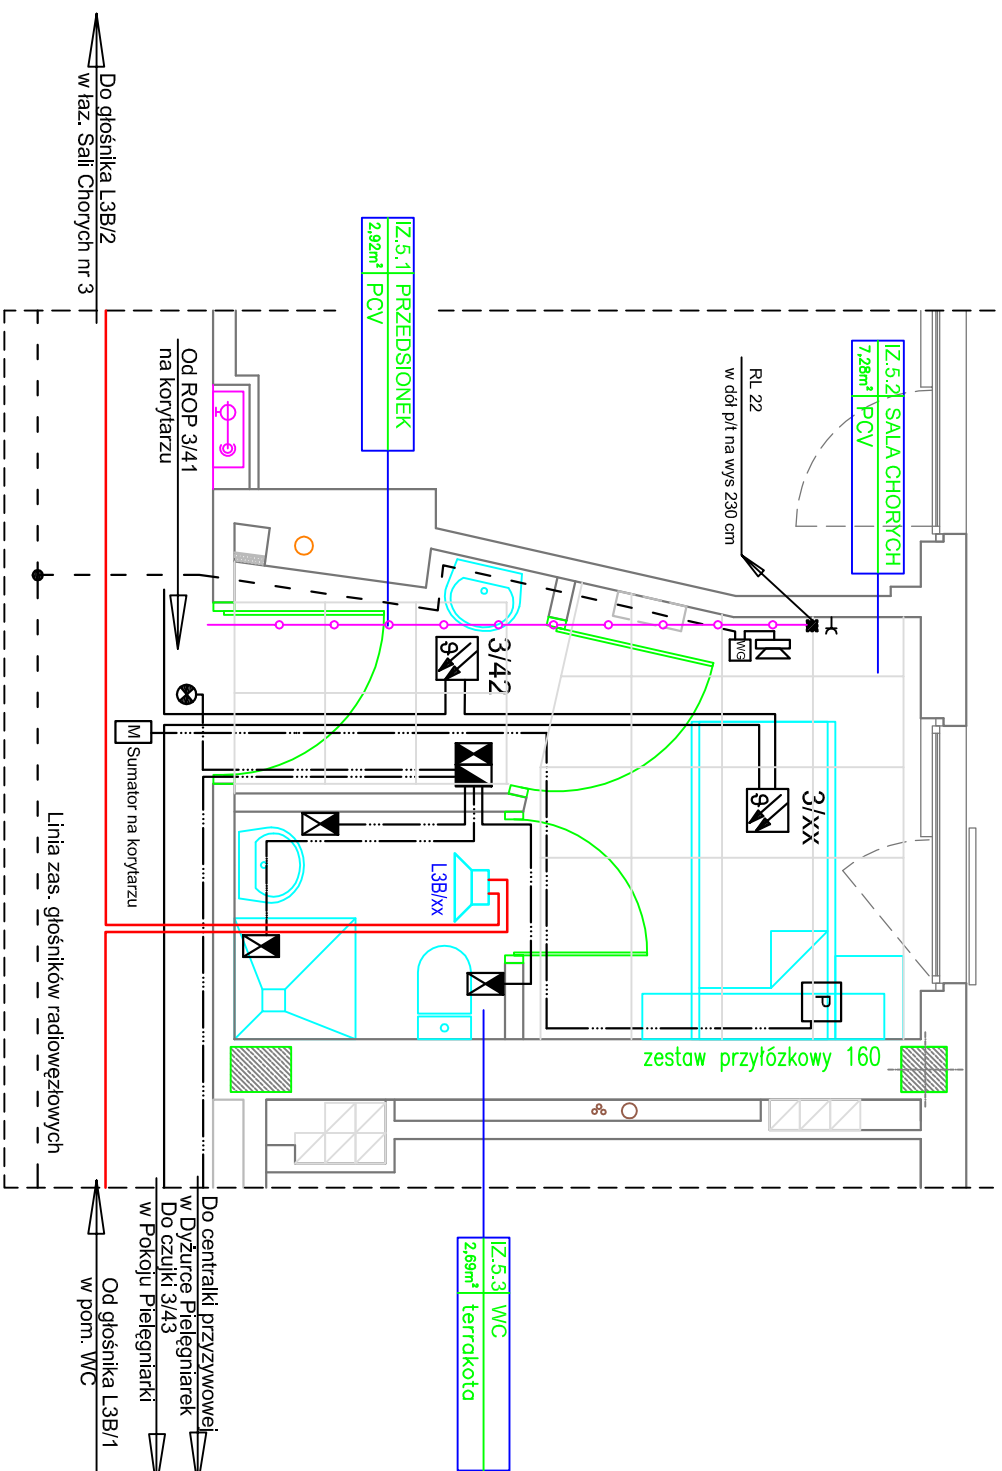 Do głośnika L3B/2
w łaz. Sali Chorych nr 3
IZ.5.1 PRZEDSIONEK
2,92m² PCV
IZ.5.2 SALA CHORYCH
7,28m² PCV
RL 22
w dół p/t na wys 230 cm
Od ROP 3/41
na korytarzu
3/42
WG
M
Sumator na korytarzu
3/xx
L3B/xx
P
zestaw przyłózkowy 160
Linia zas. głośników radiowęzłowych
IZ.5.3 WC
2,69m² terrakota
Do centralki przyzywowej
w Dyżurce Pielęgniarek
Do czujki 3/43
w Pokoju Pielęgniarki
Od głośnika L3B/1
w pom. WC